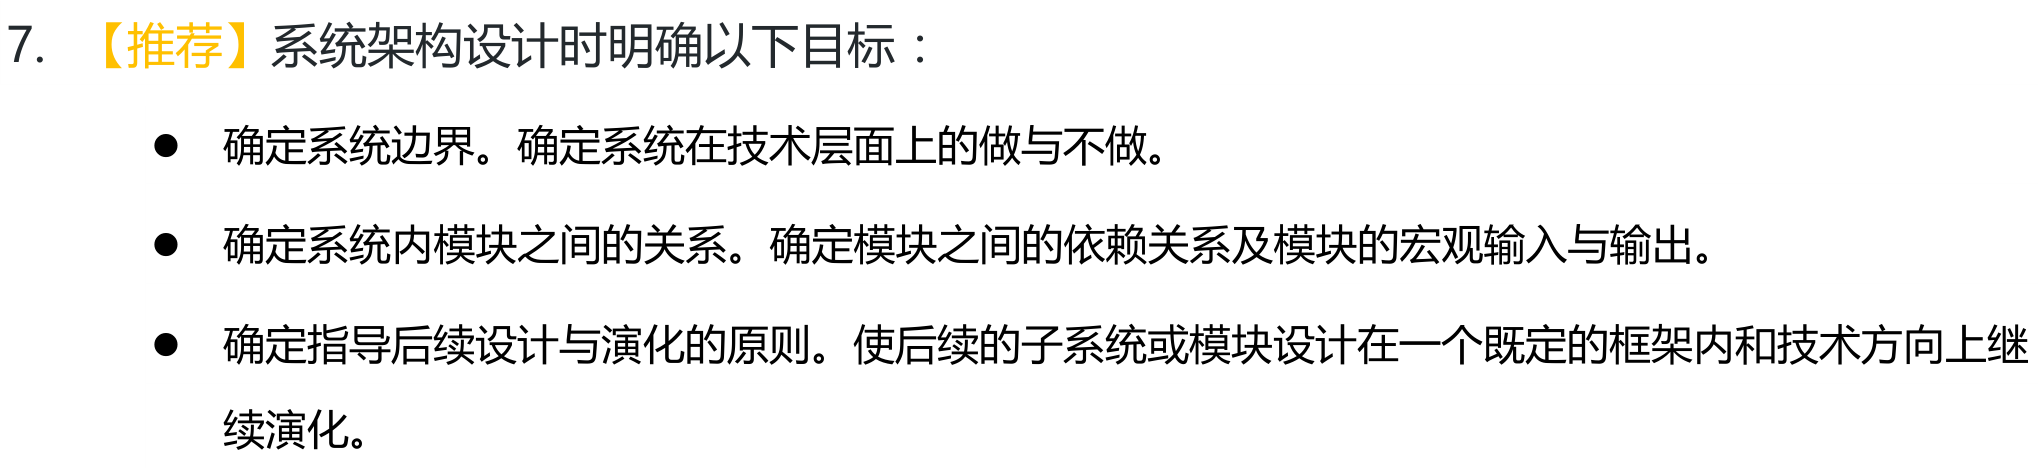 7. 【推荐】系统架构设计时明确以下目标：
● 确定系统边界。确定系统在技术层面上的做与不做。
● 确定系统内模块之间的关系。确定模块之间的依赖关系及模块的宏观输入与输出。
● 确定指导后续设计与演化的原则。使后续的子系统或模块设计在一个既定的框架内和技术方向上继
续演化。